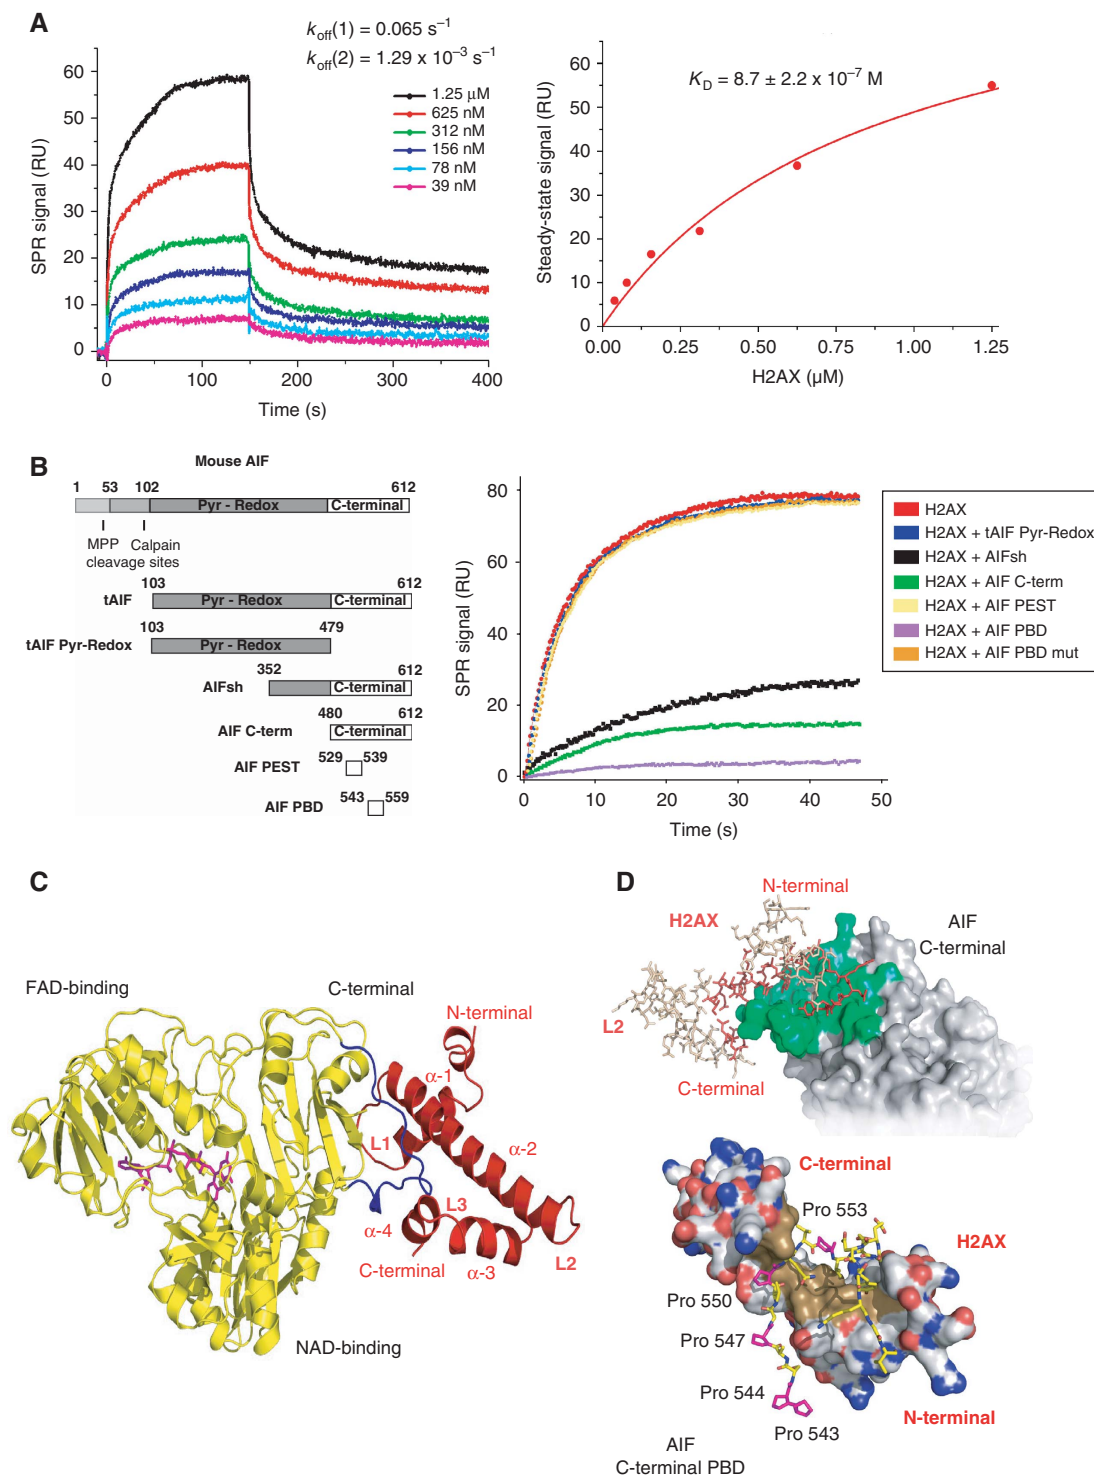 A
koff(1) = 0.065 s–1
koff(2) = 1.29 x 10–3 s–1
1.25 µM
625 nM
312 nM
156 nM
78 nM
39 nM
60
50
40
30
20
10
0
SPR signal (RU)
0
100
200
300
400
Time (s)
KD = 8.7 ± 2.2 x 10–7 M
60
50
40
30
20
10
0
Steady-state signal (RU)
0.00
0.25
0.50
0.75
1.00
1.25
H2AX (µM)
B
Mouse AIF
1 53 102 612
Pyr - Redox C-terminal
MPP Calpain
cleavage sites
103 612
tAIF Pyr - Redox C-terminal
103 479
tAIF Pyr-Redox Pyr - Redox
352 612
AIFsh C-terminal
480 612
AIF C-term C-terminal
529 539
AIF PEST
543 559
AIF PBD
80
60
40
20
0
SPR signal (RU)
0
10
20
30
40
50
Time (s)
H2AX
H2AX + tAIF Pyr-Redox
H2AX + AIFsh
H2AX + AIF C-term
H2AX + AIF PEST
H2AX + AIF PBD
H2AX + AIF PBD mut
C
FAD-binding
C-terminal
N-terminal
α-1
L1
α-2
L3
α-4
C-terminal
α-3
L2
NAD-binding
D
N-terminal
H2AX
AIF
C-terminal
L2
C-terminal
C-terminal
Pro 553
H2AX
Pro 550
Pro 547
Pro 544
Pro 543
N-terminal
AIF
C-terminal PBD